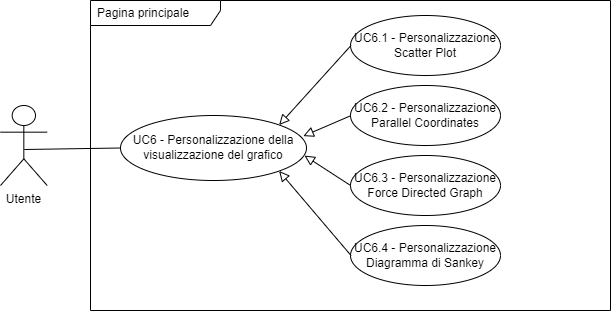 Pagina principale
UC6.1 - Personalizzazione
Scatter Plot
UC6.2 - Personalizzazione
Parallel Coordinates
UC6 - Personalizzazione della
visualizzazione del grafico
UC6.3 - Personalizzazione
Force Directed Graph
Utente
UC6.4 - Personalizzazione
Diagramma di Sankey